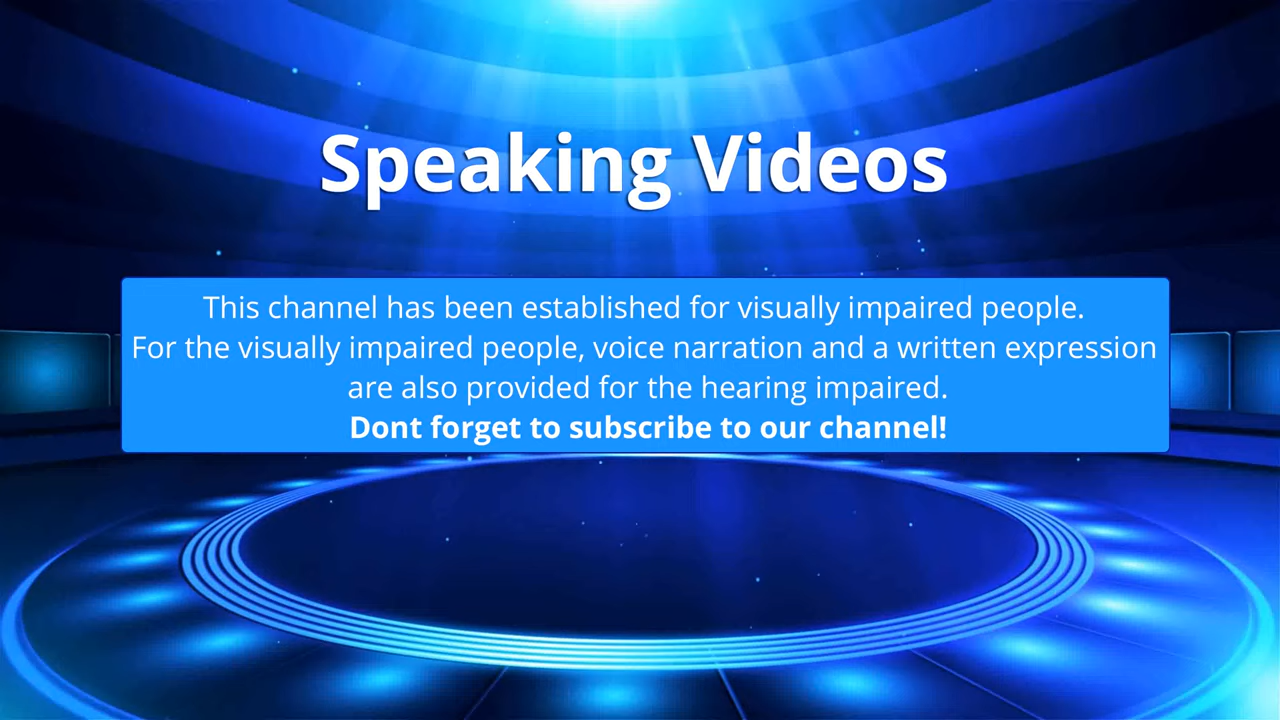 Speaking Videos
This channel has been established for visually impaired people.
For the visually impaired people, voice narration and a written expression
are also provided for the hearing impaired.
Dont forget to subscribe to our channel!